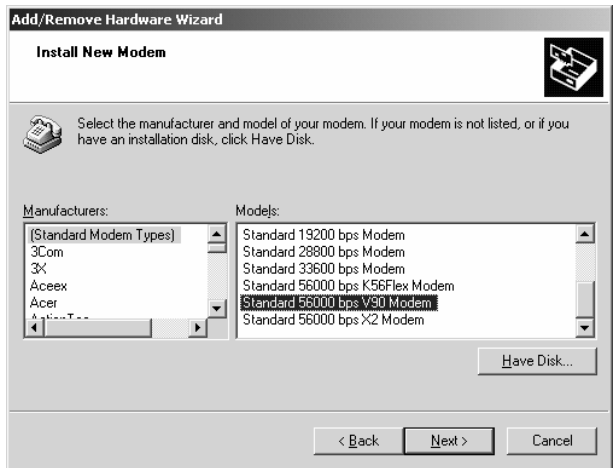 Add/Remove Hardware Wizard
Install New Modem
Select the manufacturer and model of your modem. If your modem is not listed, or if you
have an installation disk, click Have Disk.
Manufacturers:
(Standard Modem Types)
3Com
3X
Aceex
Acer
Models:
Standard 19200 bps Modem
Standard 28800 bps Modem
Standard 33600 bps Modem
Standard 56000 bps K56Flex Modem
Standard 56000 bps V90 Modem
Standard 56000 bps X2 Modem
Have Disk...
< Back
Next >
Cancel